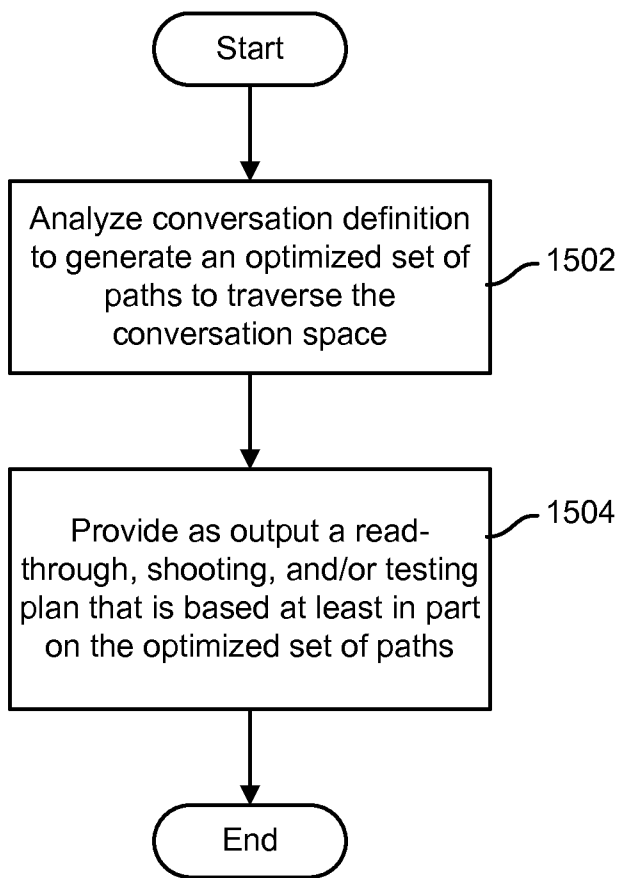 Start
Analyze conversation definition
to generate an optimized set of
paths to traverse the
conversation space
1502
Provide as output a read-
through, shooting, and/or testing
plan that is based at least in part
on the optimized set of paths
1504
End